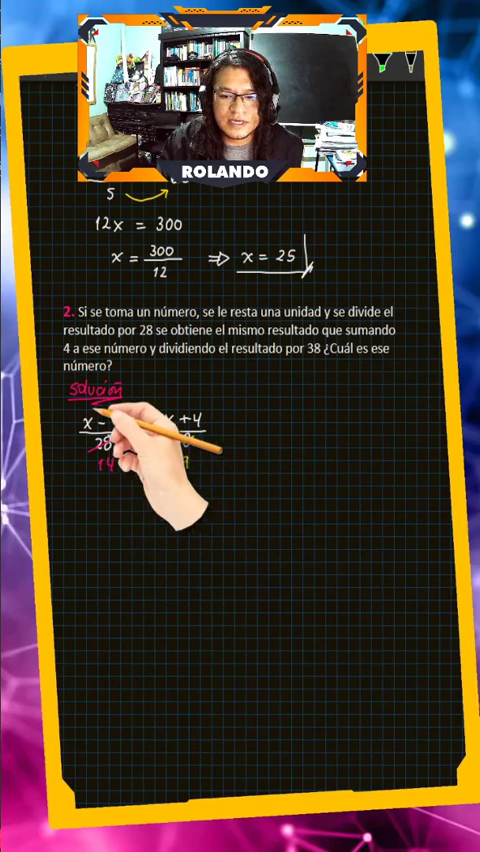 ROLANDO
5
12x = 300
x = 300/12 ⇒ x = 25
2. Si se toma un número, se le resta una unidad y se divide el
resultado por 28 se obtiene el mismo resultado que sumando
4 a ese número y dividiendo el resultado por 38 ¿Cuál es ese
número?
Solución
x - x + 4
28
14